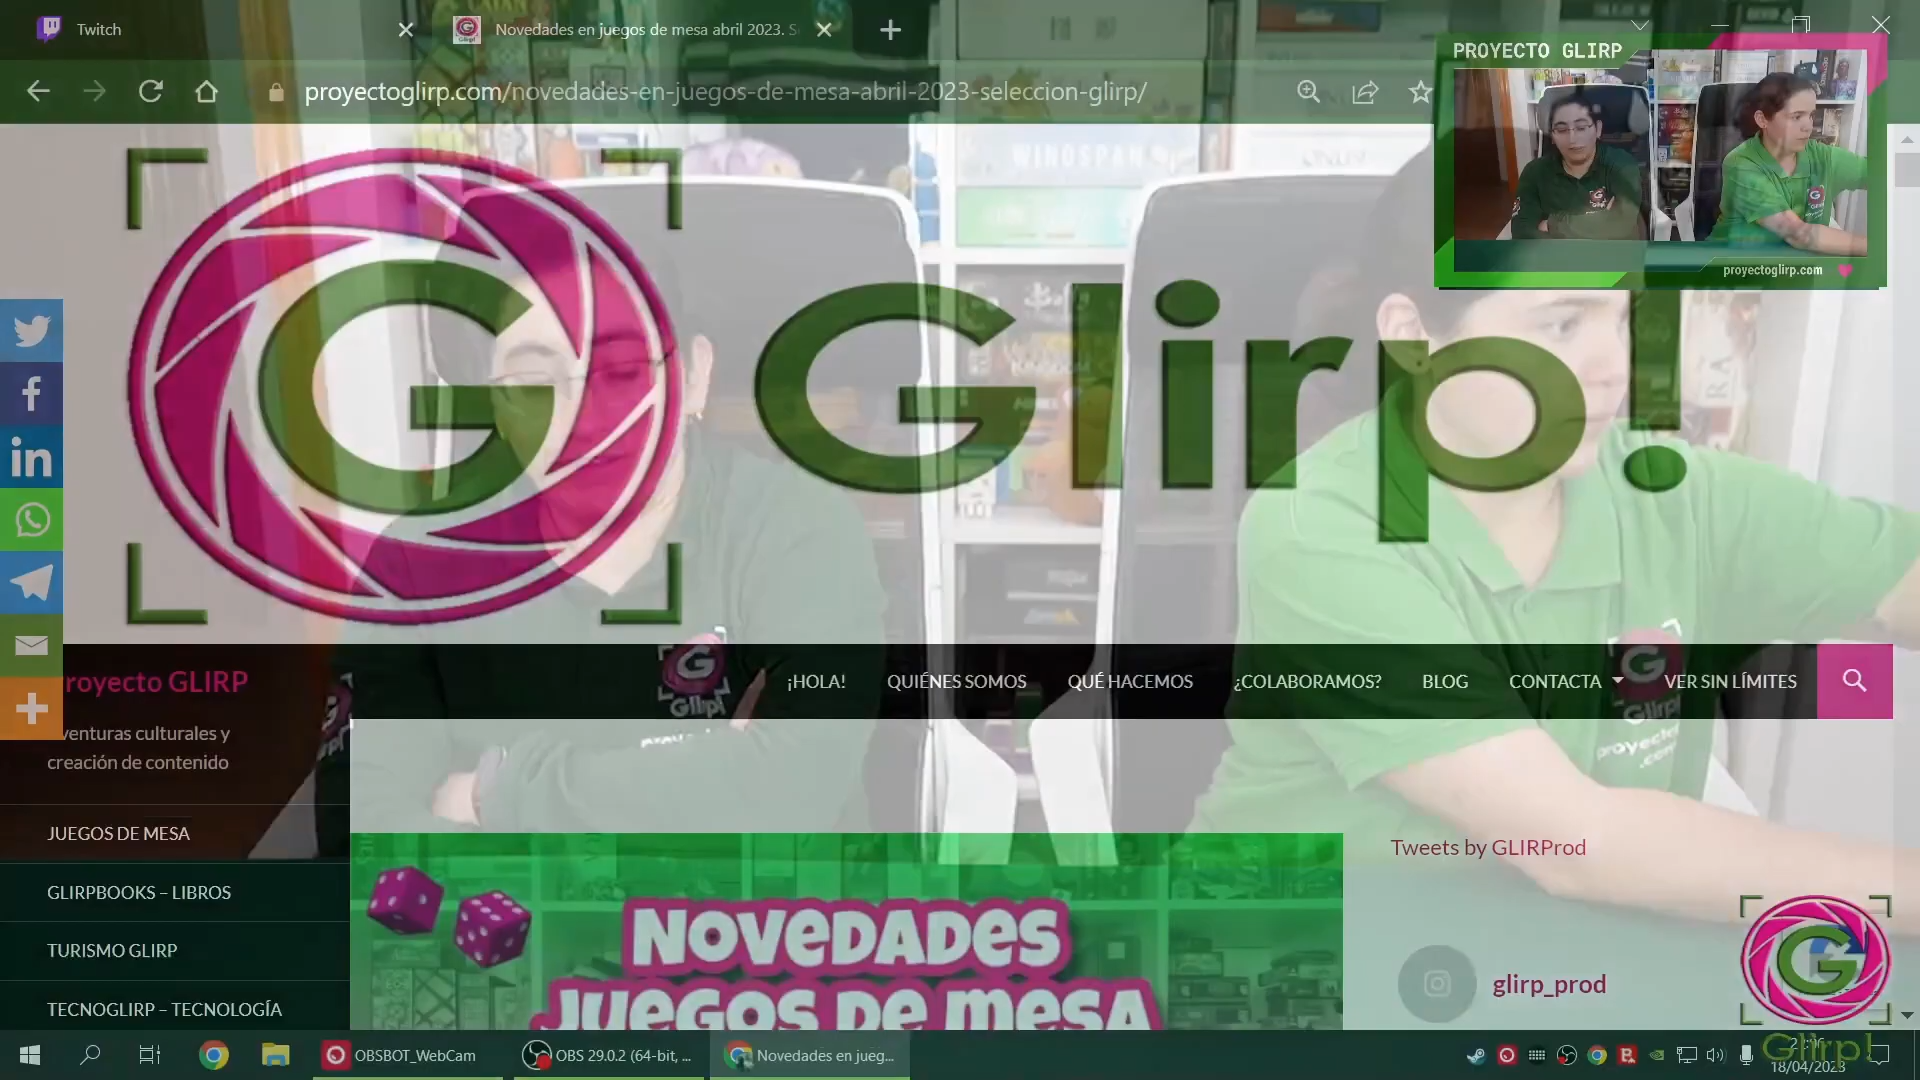 Twitch
Novedades en juegos de mesa abril 2023. S
proyectoglirp.com/novedades-en-juegos-de-mesa-abril-2023-seleccion-glirp/
PROYECTO GLIRP
proyectoglirp.com
WINGSPAN
G Glirp!
royecto GLIRP
venturas culturales y
creación de contenido
¡HOLA!
QUIÉNES SOMOS
QUÉ HACEMOS
¿COLABORAMOS?
BLOG
CONTACTA
VER SIN LÍMITES
JUEGOS DE MESA
GLIRPBOOKS – LIBROS
TURISMO GLIRP
TECNOGLIRP – TECNOLOGÍA
NOVEDADES
JUEGOS DE MESA
Tweets by GLIRProd
glirp_prod
OBSBOT_WebCam
OBS 29.0.2 (64-bit, ...
Novedades en jueg...
Glirp!
18/04/2023